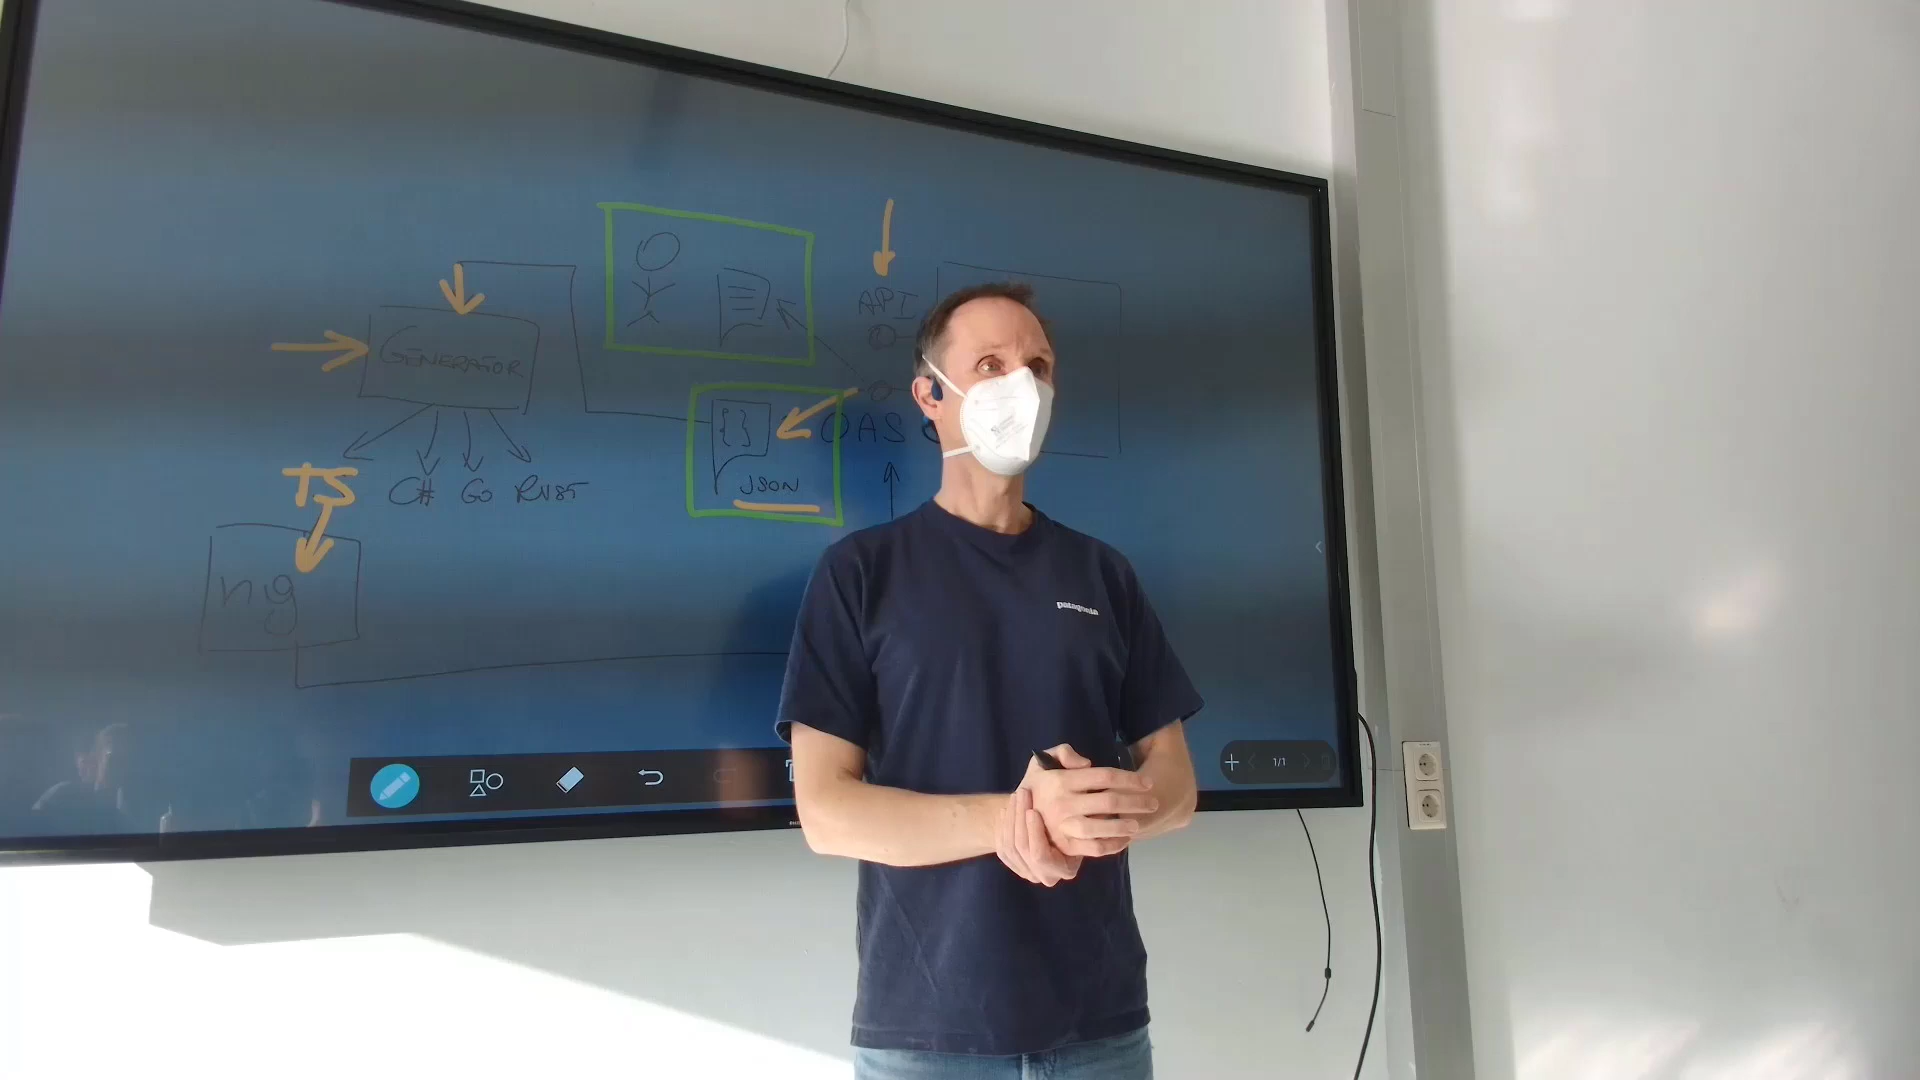 API
GENERATOR
{ }
OAS
JSON
TS
C# GO RUST
ng
patagonia
1/1